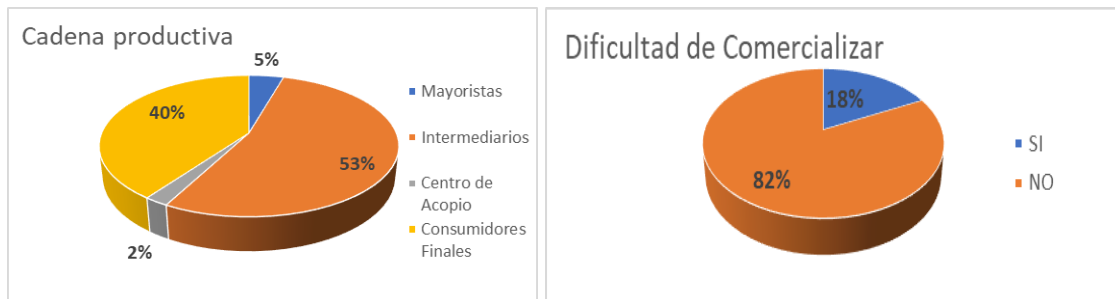 Cadena productiva
5%
40%
53%
2%
Mayoristas
Intermediarios
Centro de
Acopio
Consumidores
Finales
Dificultad de Comercializar
18%
82%
SI
NO